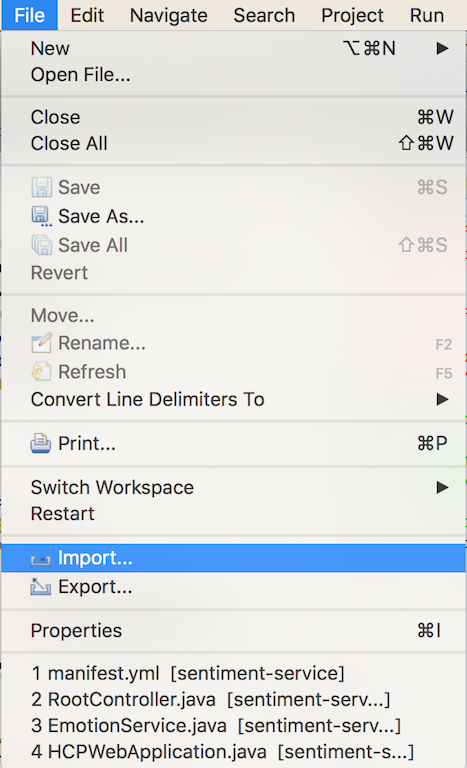 File Edit Navigate Search Project Run
New ⌥⌘N ▶
Open File...
Close ⌘W
Close All ⇧⌘W
Save ⌘S
Save As...
Save All ⇧⌘S
Revert
Move...
Rename... F2
Refresh F5
Convert Line Delimiters To ▶
Print... ⌘P
Switch Workspace ▶
Restart
Import...
Export...
Properties ⌘I
1 manifest.yml [sentiment-service]
2 RootController.java [sentiment-serv...]
3 EmotionService.java [sentiment-serv...]
4 HCPWebApplication.java [sentiment-s...]